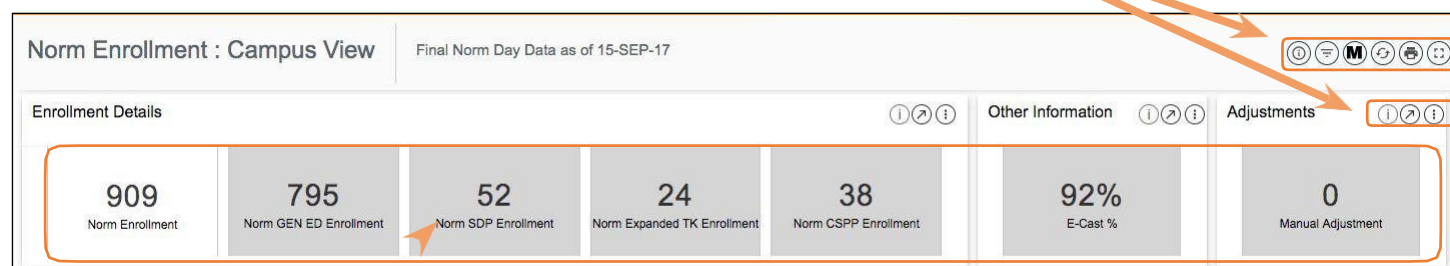 Norm Enrollment : Campus View
Final Norm Day Data as of 15-SEP-17
M
Enrollment Details
Other Information
Adjustments
909
Norm Enrollment
795
Norm GEN ED Enrollment
52
Norm SDP Enrollment
24
Norm Expanded TK Enrollment
38
Norm CSPP Enrollment
92%
E-Cast %
0
Manual Adjustment